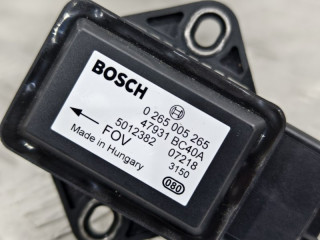 BOSCH
0 265 005 265
47931 BC40A
5012382 07218
FOV 3150
Made in Hungary
080